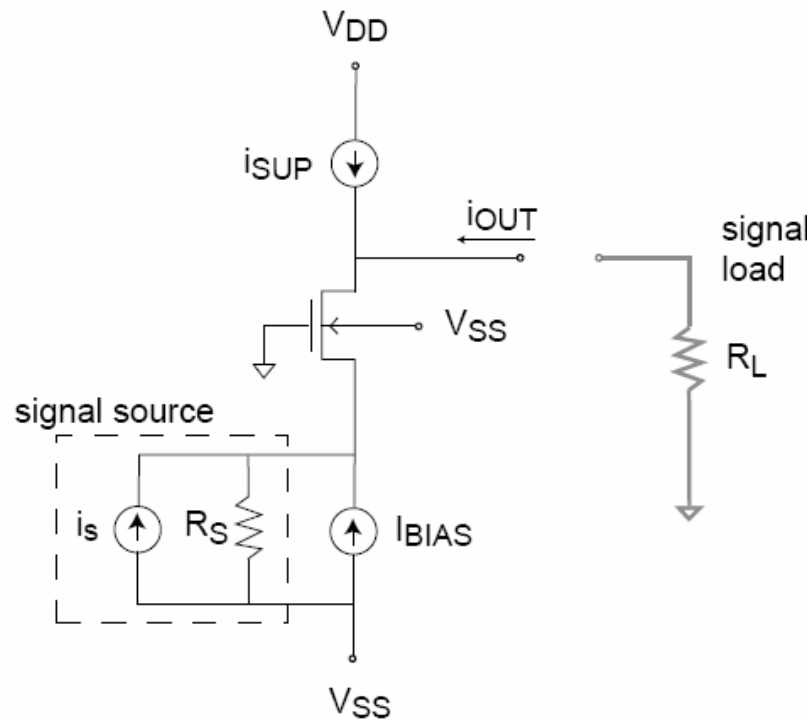 VDD
iSUP
iOUT
signal
load
VSS
RL
signal source
is
RS
IBIAS
VSS